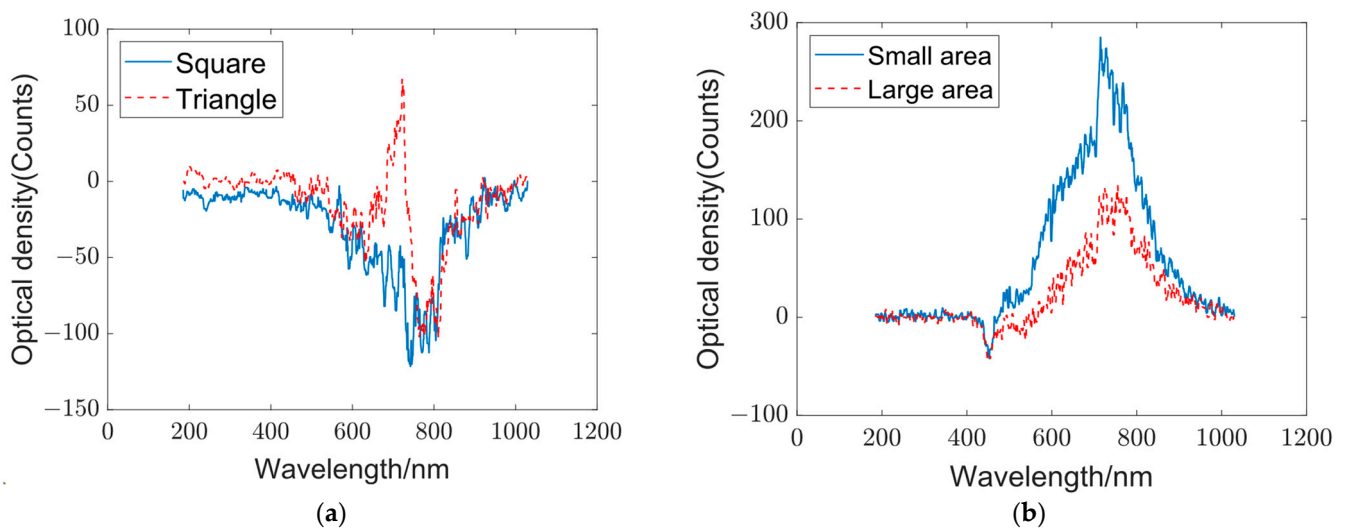 100
50
0
−50
−100
−150
0
200
400
600
800
1000
1200
Optical density(Counts)
Wavelength/nm
Square
Triangle
(a)
300
200
100
0
−100
0
200
400
600
800
1000
1200
Optical density(Counts)
Wavelength/nm
Small area
Large area
(b)